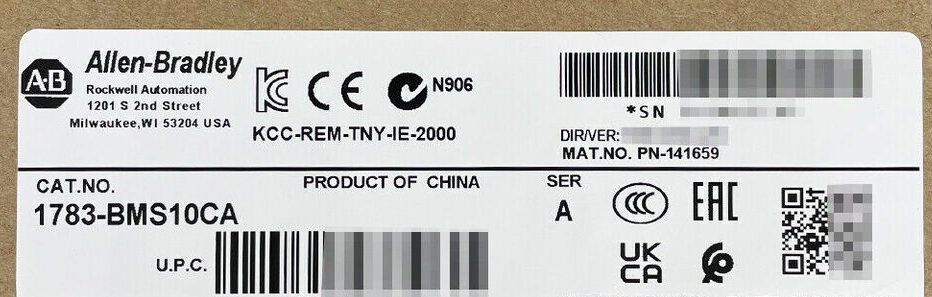 A·B
Allen-Bradley
Rockwell Automation
1201 S 2nd Street
Milwaukee,WI 53204 USA
KC
CE
N906
KCC-REM-TNY-IE-2000
*SN
DIR/VER:
MAT.NO. PN-141659
CAT.NO.
1783-BMS10CA
PRODUCT OF CHINA
SER
A
CCC
EAC
UK
CA
U.P.C.